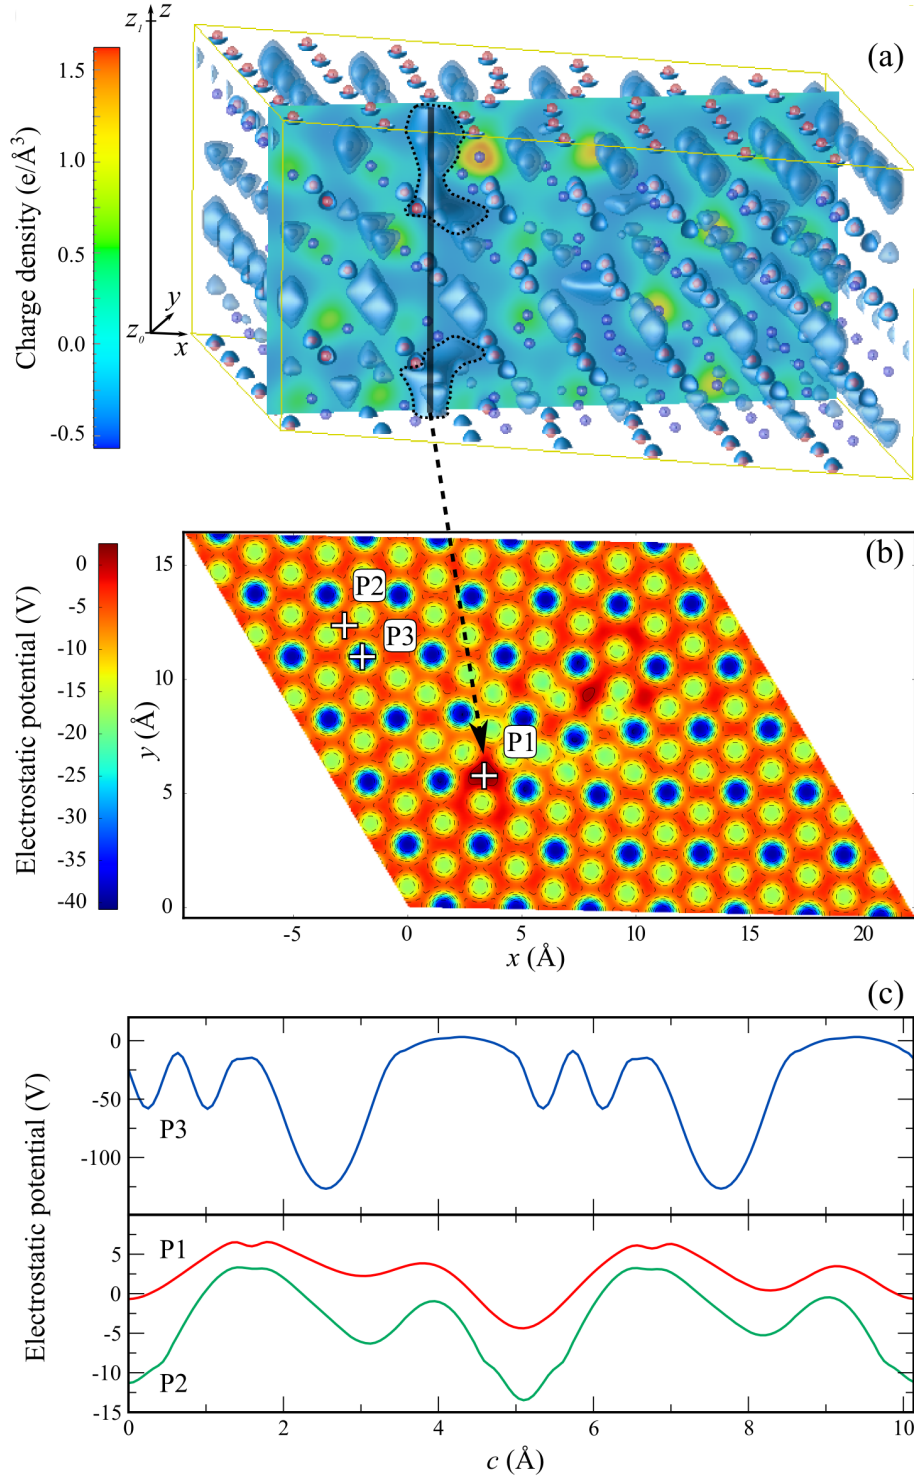 (a)
z₁
z
y
x
z₀
Charge density (e/Å³)
1.5
1.0
0.5
0.0
-0.5
(b)
Electrostatic potential (V)
0
-5
-10
-15
-20
-25
-30
-35
-40
y (Å)
15
10
5
0
P2
P3
P1
-5 0 5 10 15 20
x (Å)
(c)
Electrostatic potential (V)
0
-50
-100
P3
5
0
-5
-10
-15
P1
P2
0 2 4 6 8 10
c (Å)